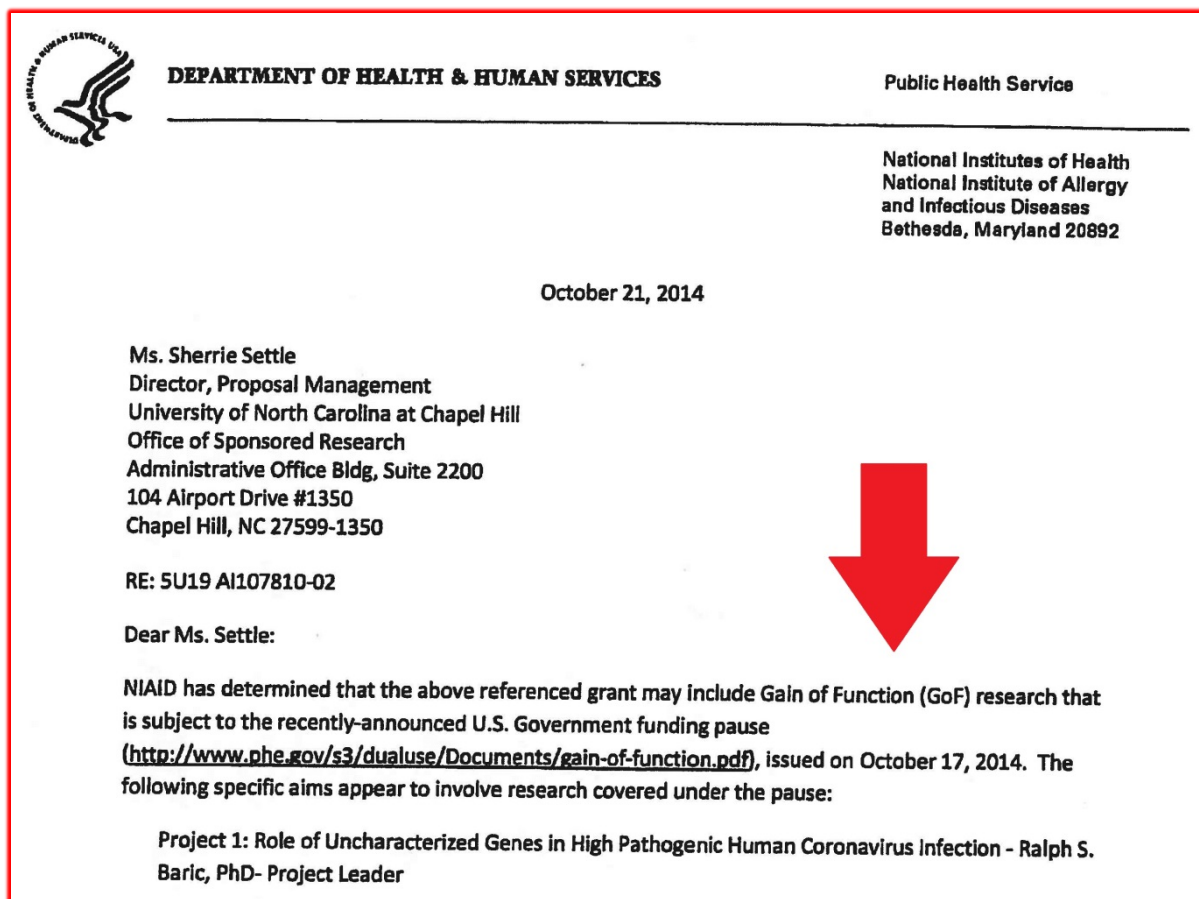 DEPARTMENT OF HEALTH & HUMAN SERVICES USA
DEPARTMENT OF HEALTH & HUMAN SERVICES
Public Health Service
National Institutes of Health
National Institute of Allergy
and Infectious Diseases
Bethesda, Maryland 20892
October 21, 2014
Ms. Sherrie Settle
Director, Proposal Management
University of North Carolina at Chapel Hill
Office of Sponsored Research
Administrative Office Bldg, Suite 2200
104 Airport Drive #1350
Chapel Hill, NC 27599-1350
RE: 5U19 AI107810-02
Dear Ms. Settle:
NIAID has determined that the above referenced grant may include Gain of Function (GoF) research that
is subject to the recently-announced U.S. Government funding pause
(http://www.phe.gov/s3/dualuse/Documents/gain-of-function.pdf), issued on October 17, 2014. The
following specific aims appear to involve research covered under the pause:
Project 1: Role of Uncharacterized Genes in High Pathogenic Human Coronavirus Infection - Ralph S.
Baric, PhD- Project Leader